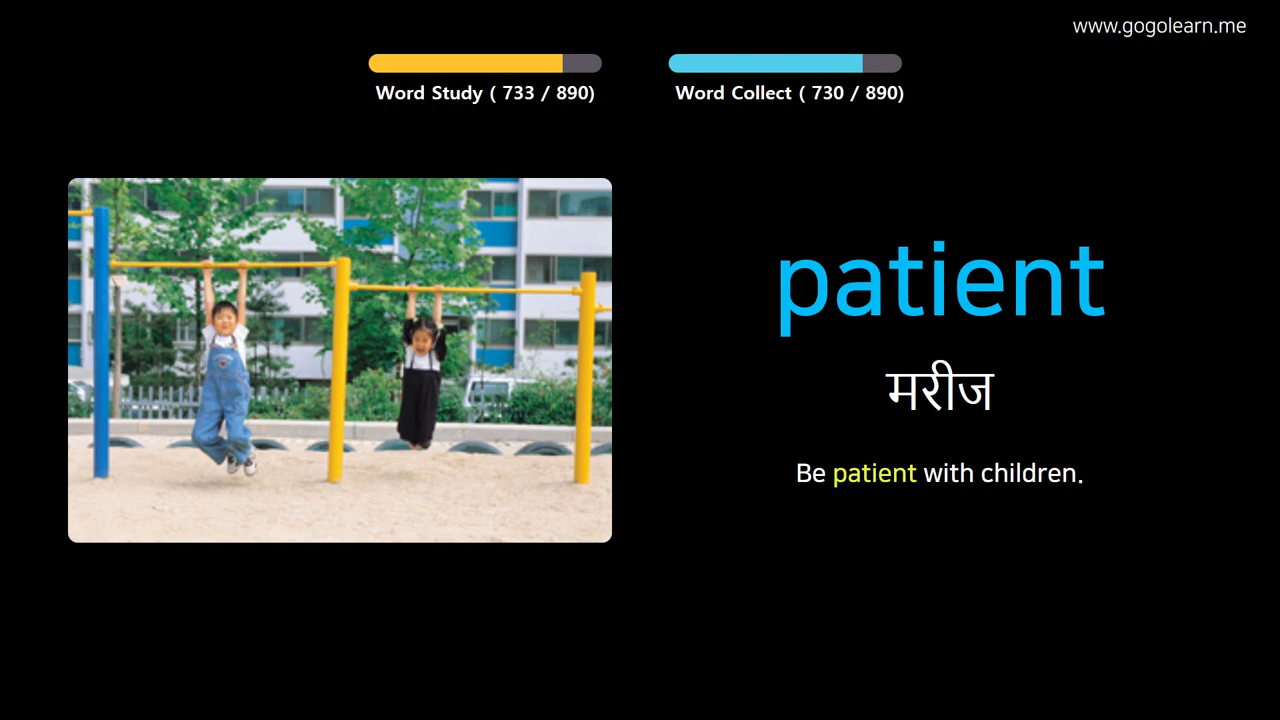 www.gogolearn.me
Word Study ( 733 / 890)
Word Collect ( 730 / 890)
patient
मरीज
Be patient with children.